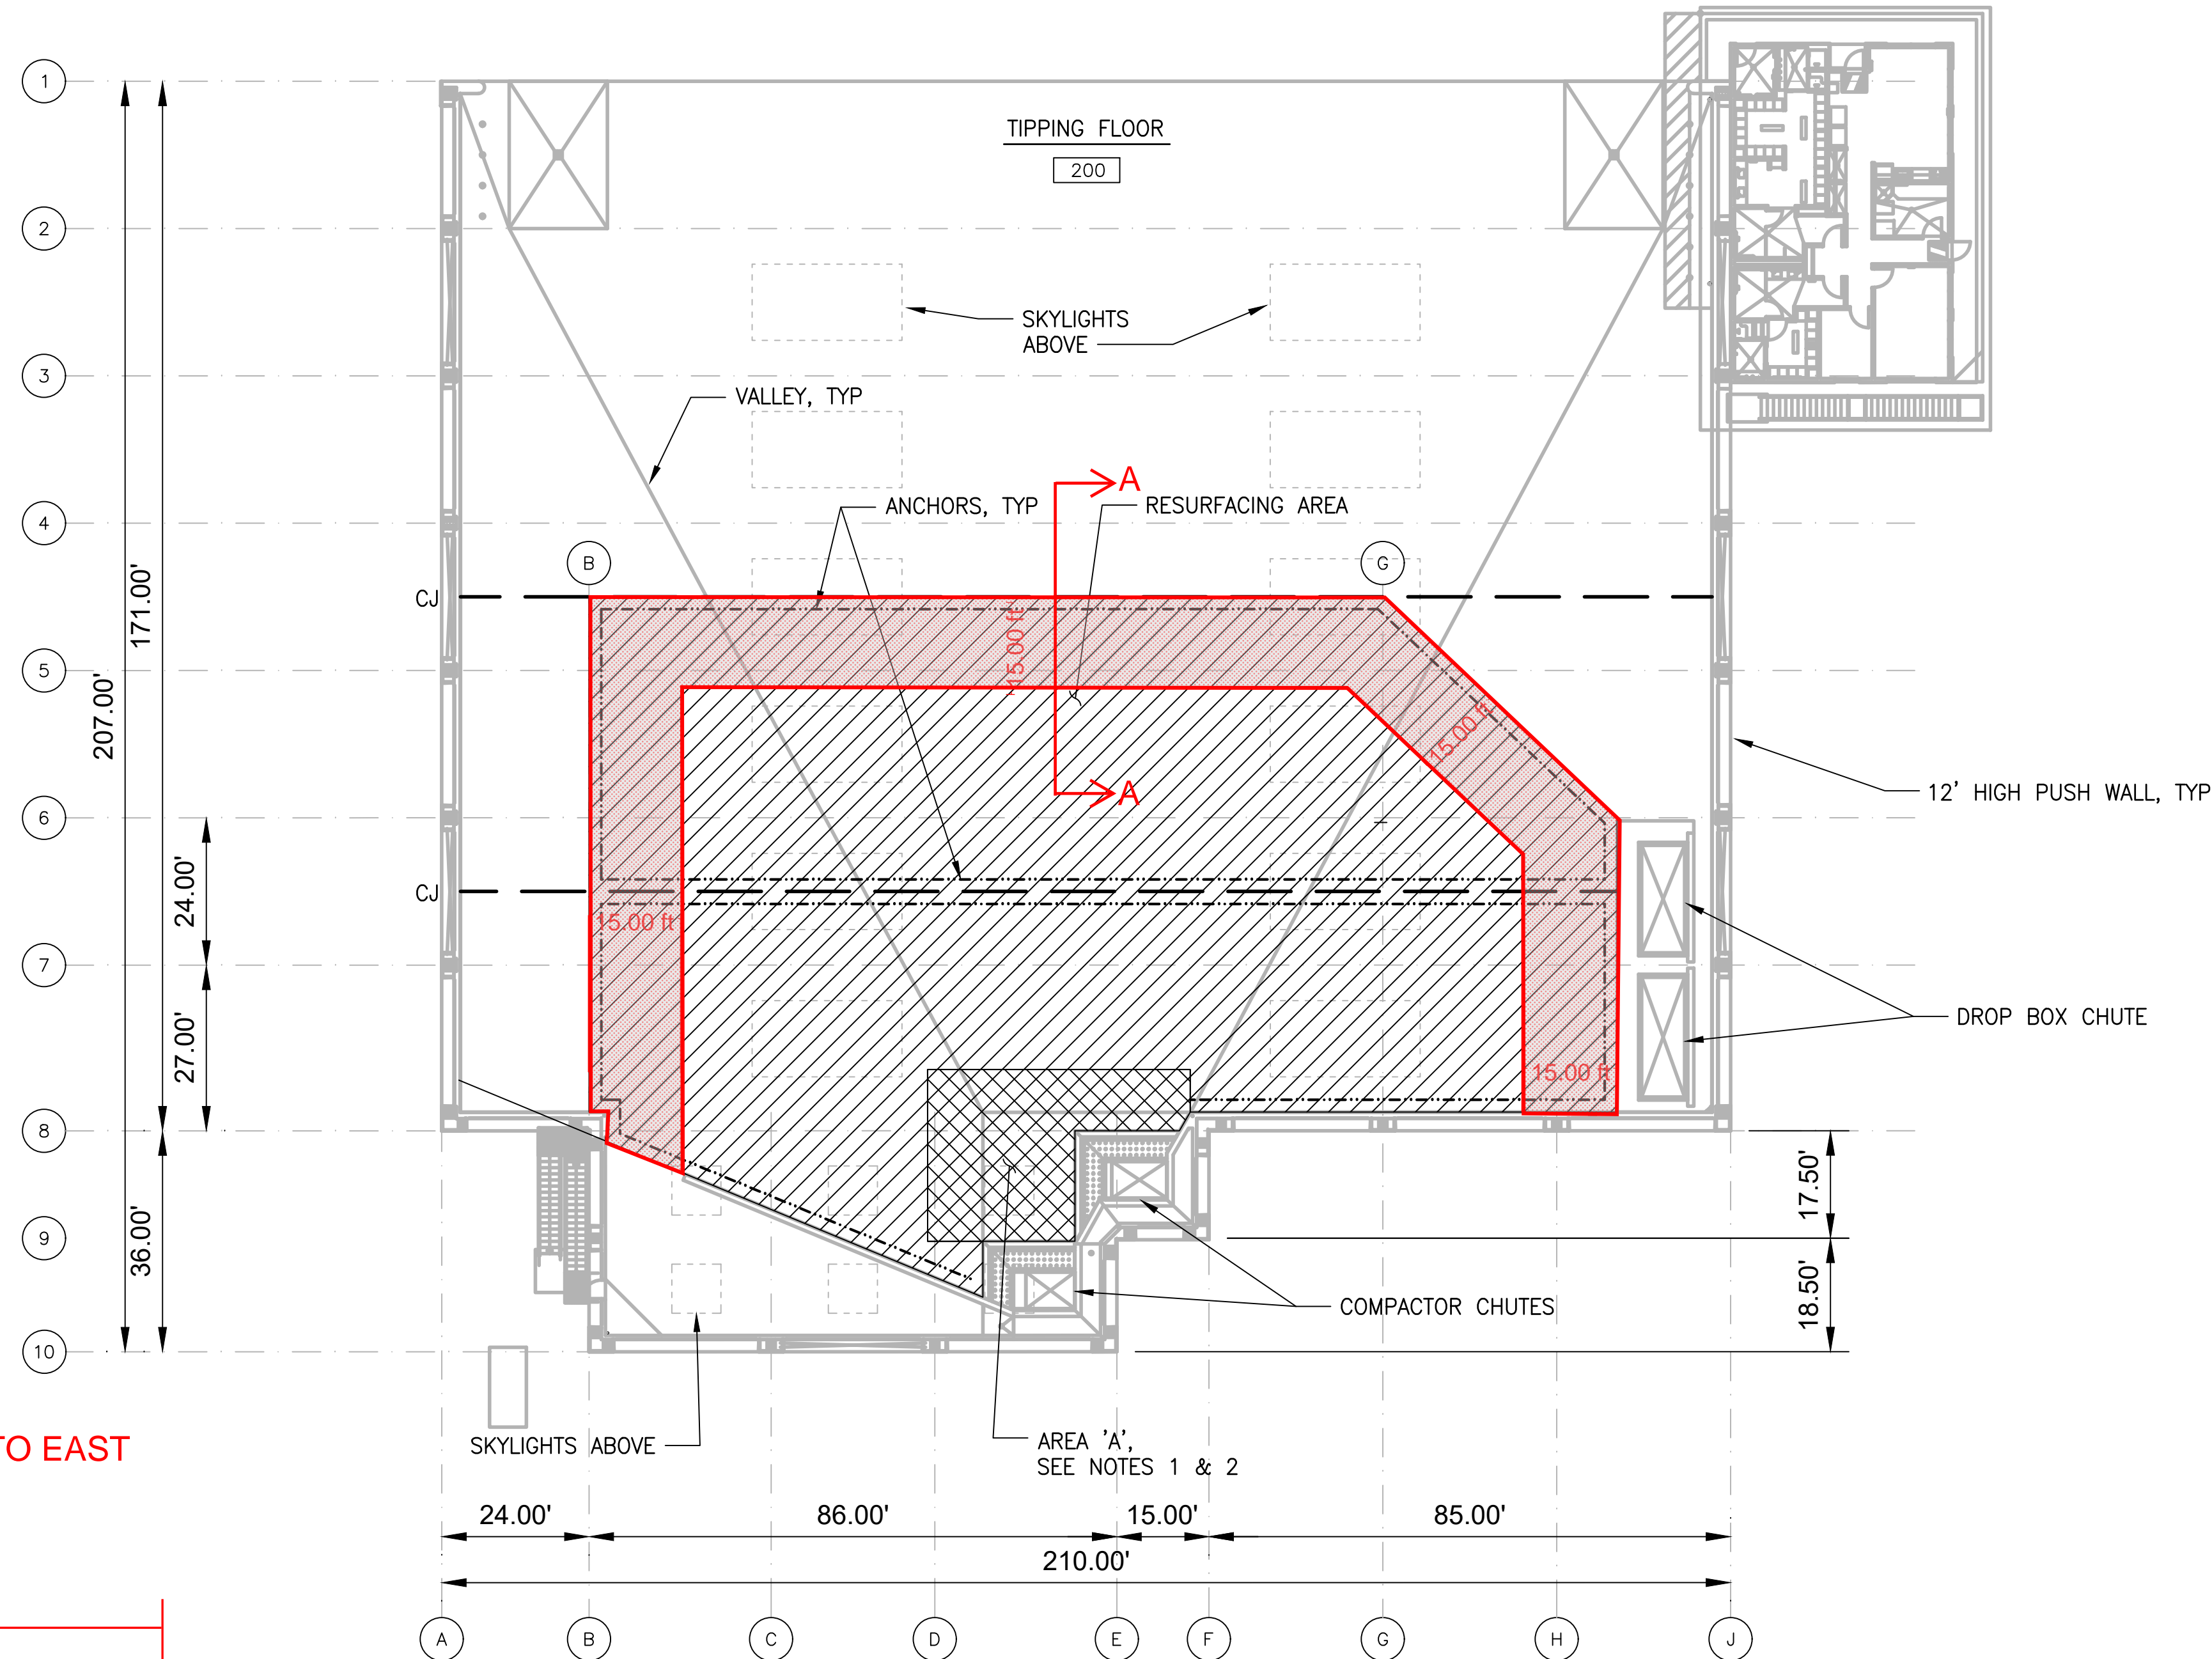 1
TIPPING FLOOR
200
2
SKYLIGHTS
ABOVE
3
VALLEY, TYP
A
ANCHORS, TYP
RESURFACING AREA
4
B
G
CJ
171.00'
15.00 ft
5
207.00'
15.00 ft
12' HIGH PUSH WALL, TYP
A
6
24.00'
CJ
15.00 ft
7
DROP BOX CHUTE
27.00'
15.00 ft
8
17.50'
9
36.00'
18.50'
COMPACTOR CHUTES
10
TO EAST
SKYLIGHTS ABOVE
AREA 'A',
SEE NOTES 1 & 2
24.00'
86.00'
15.00'
85.00'
210.00'
A
B
C
D
E
F
G
H
J